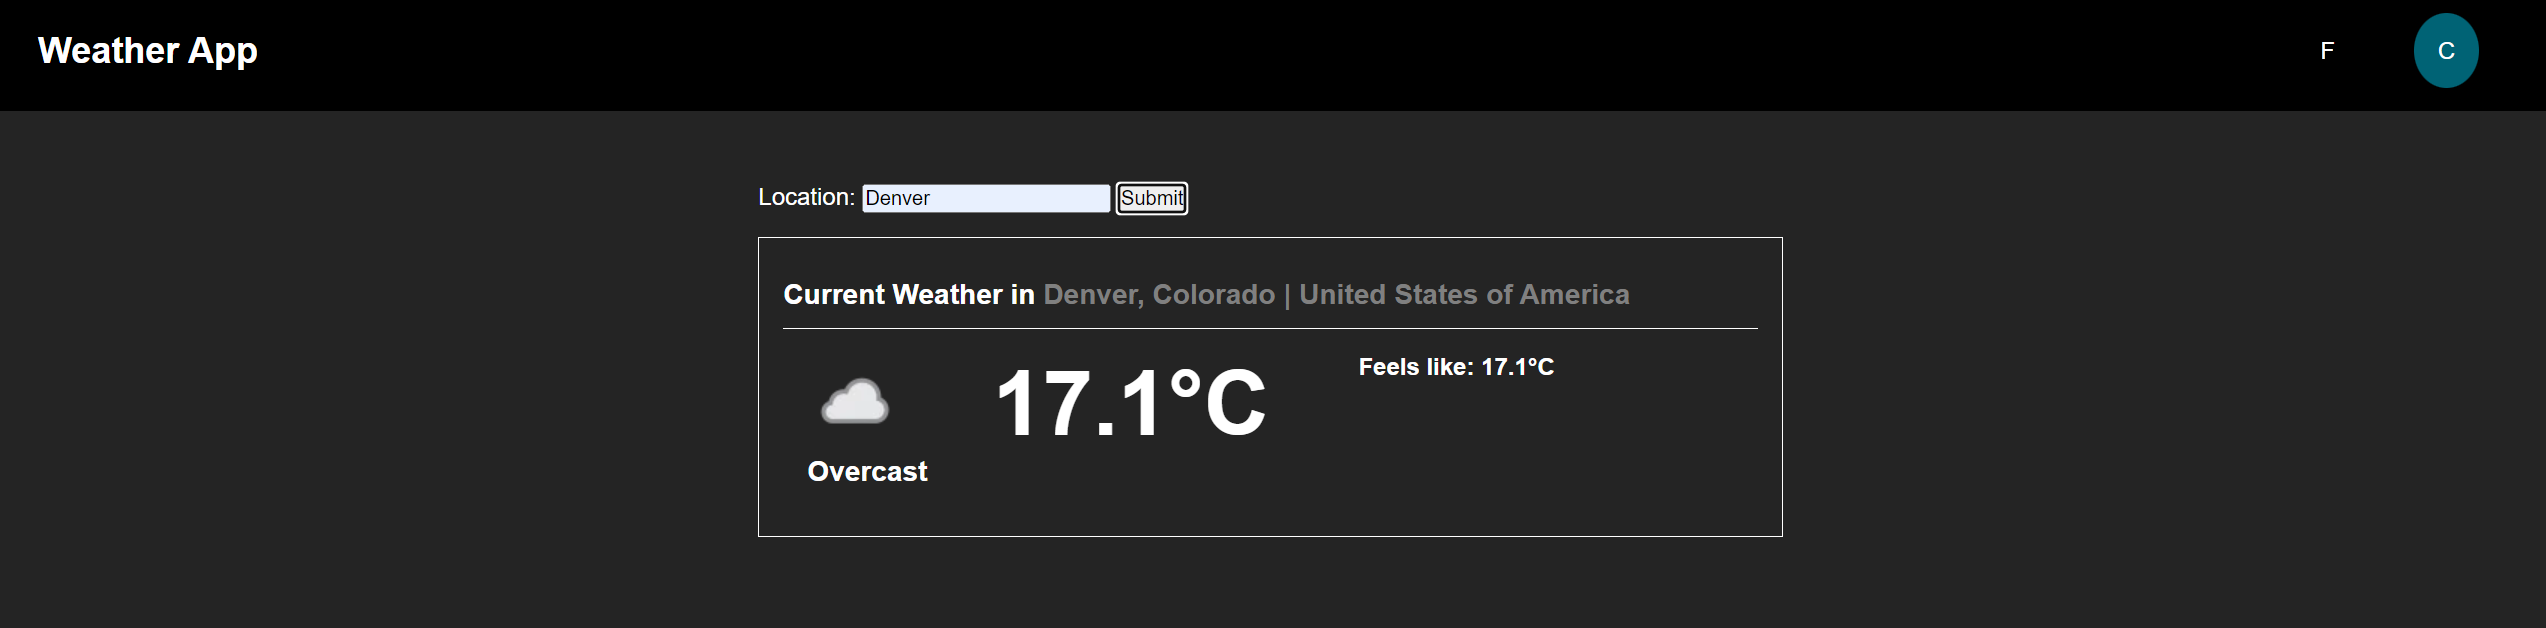 Weather App F C
Location: Denver Submit
Current Weather in Denver, Colorado | United States of America
17.1°C
Feels like: 17.1°C
Overcast